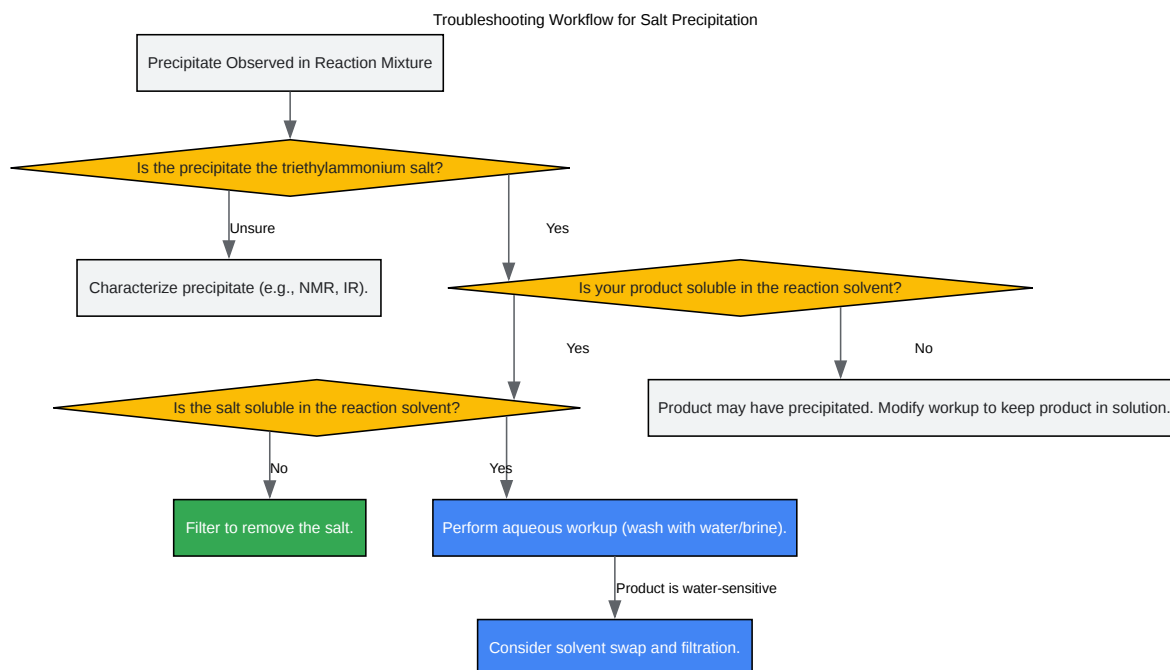 Troubleshooting Workflow for Salt Precipitation
Precipitate Observed in Reaction Mixture
Is the precipitate the triethylammonium salt?
Unsure
Yes
Characterize precipitate (e.g., NMR, IR).
Is your product soluble in the reaction solvent?
Yes
No
Is the salt soluble in the reaction solvent?
Product may have precipitated. Modify workup to keep product in solution.
No
Yes
Filter to remove the salt.
Perform aqueous workup (wash with water/brine).
Product is water-sensitive
Consider solvent swap and filtration.